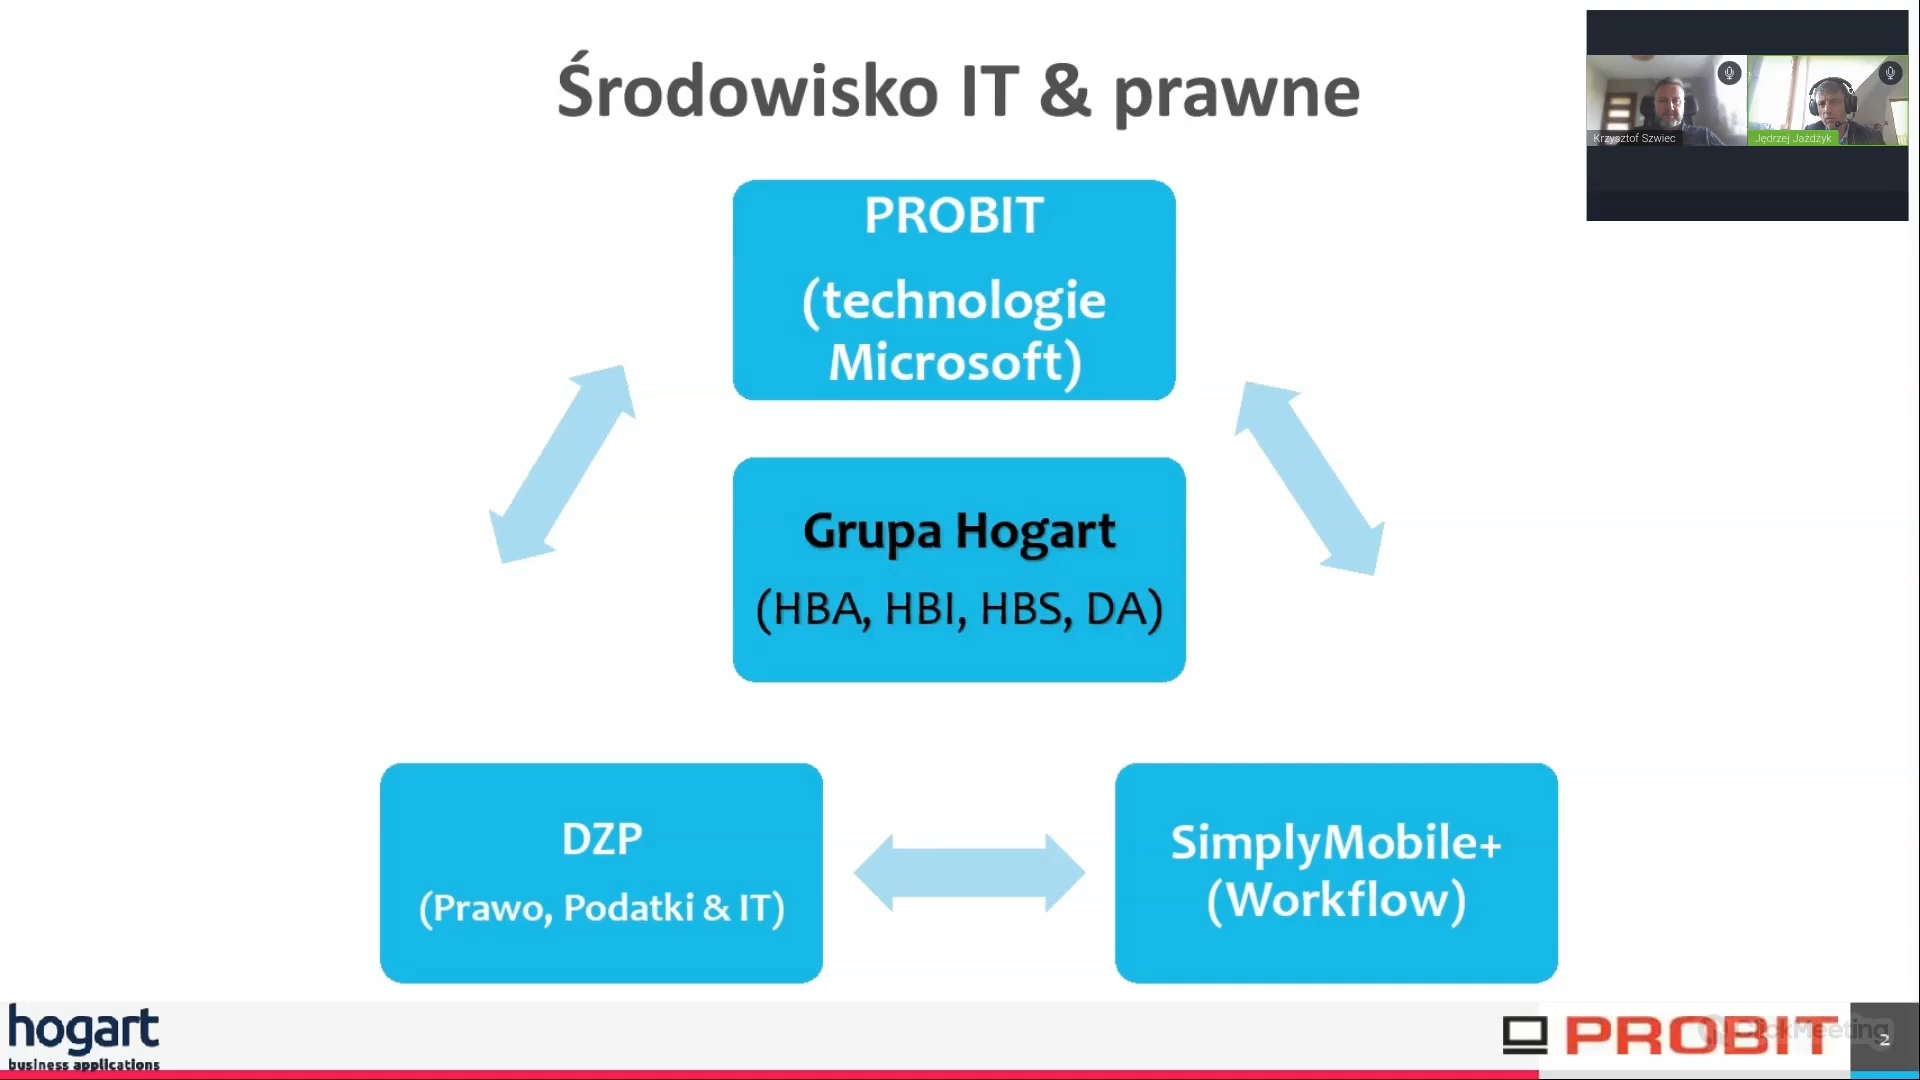 Środowisko IT & prawne
Krzysztof Szwiec
Jędrzej Jażdżyk
PROBIT
(technologie
Microsoft)
Grupa Hogart
(HBA, HBI, HBS, DA)
DZP
(Prawo, Podatki & IT)
SimplyMobile+
(Workflow)
hogart
business applications
PROBIT
ClickMeeting
2